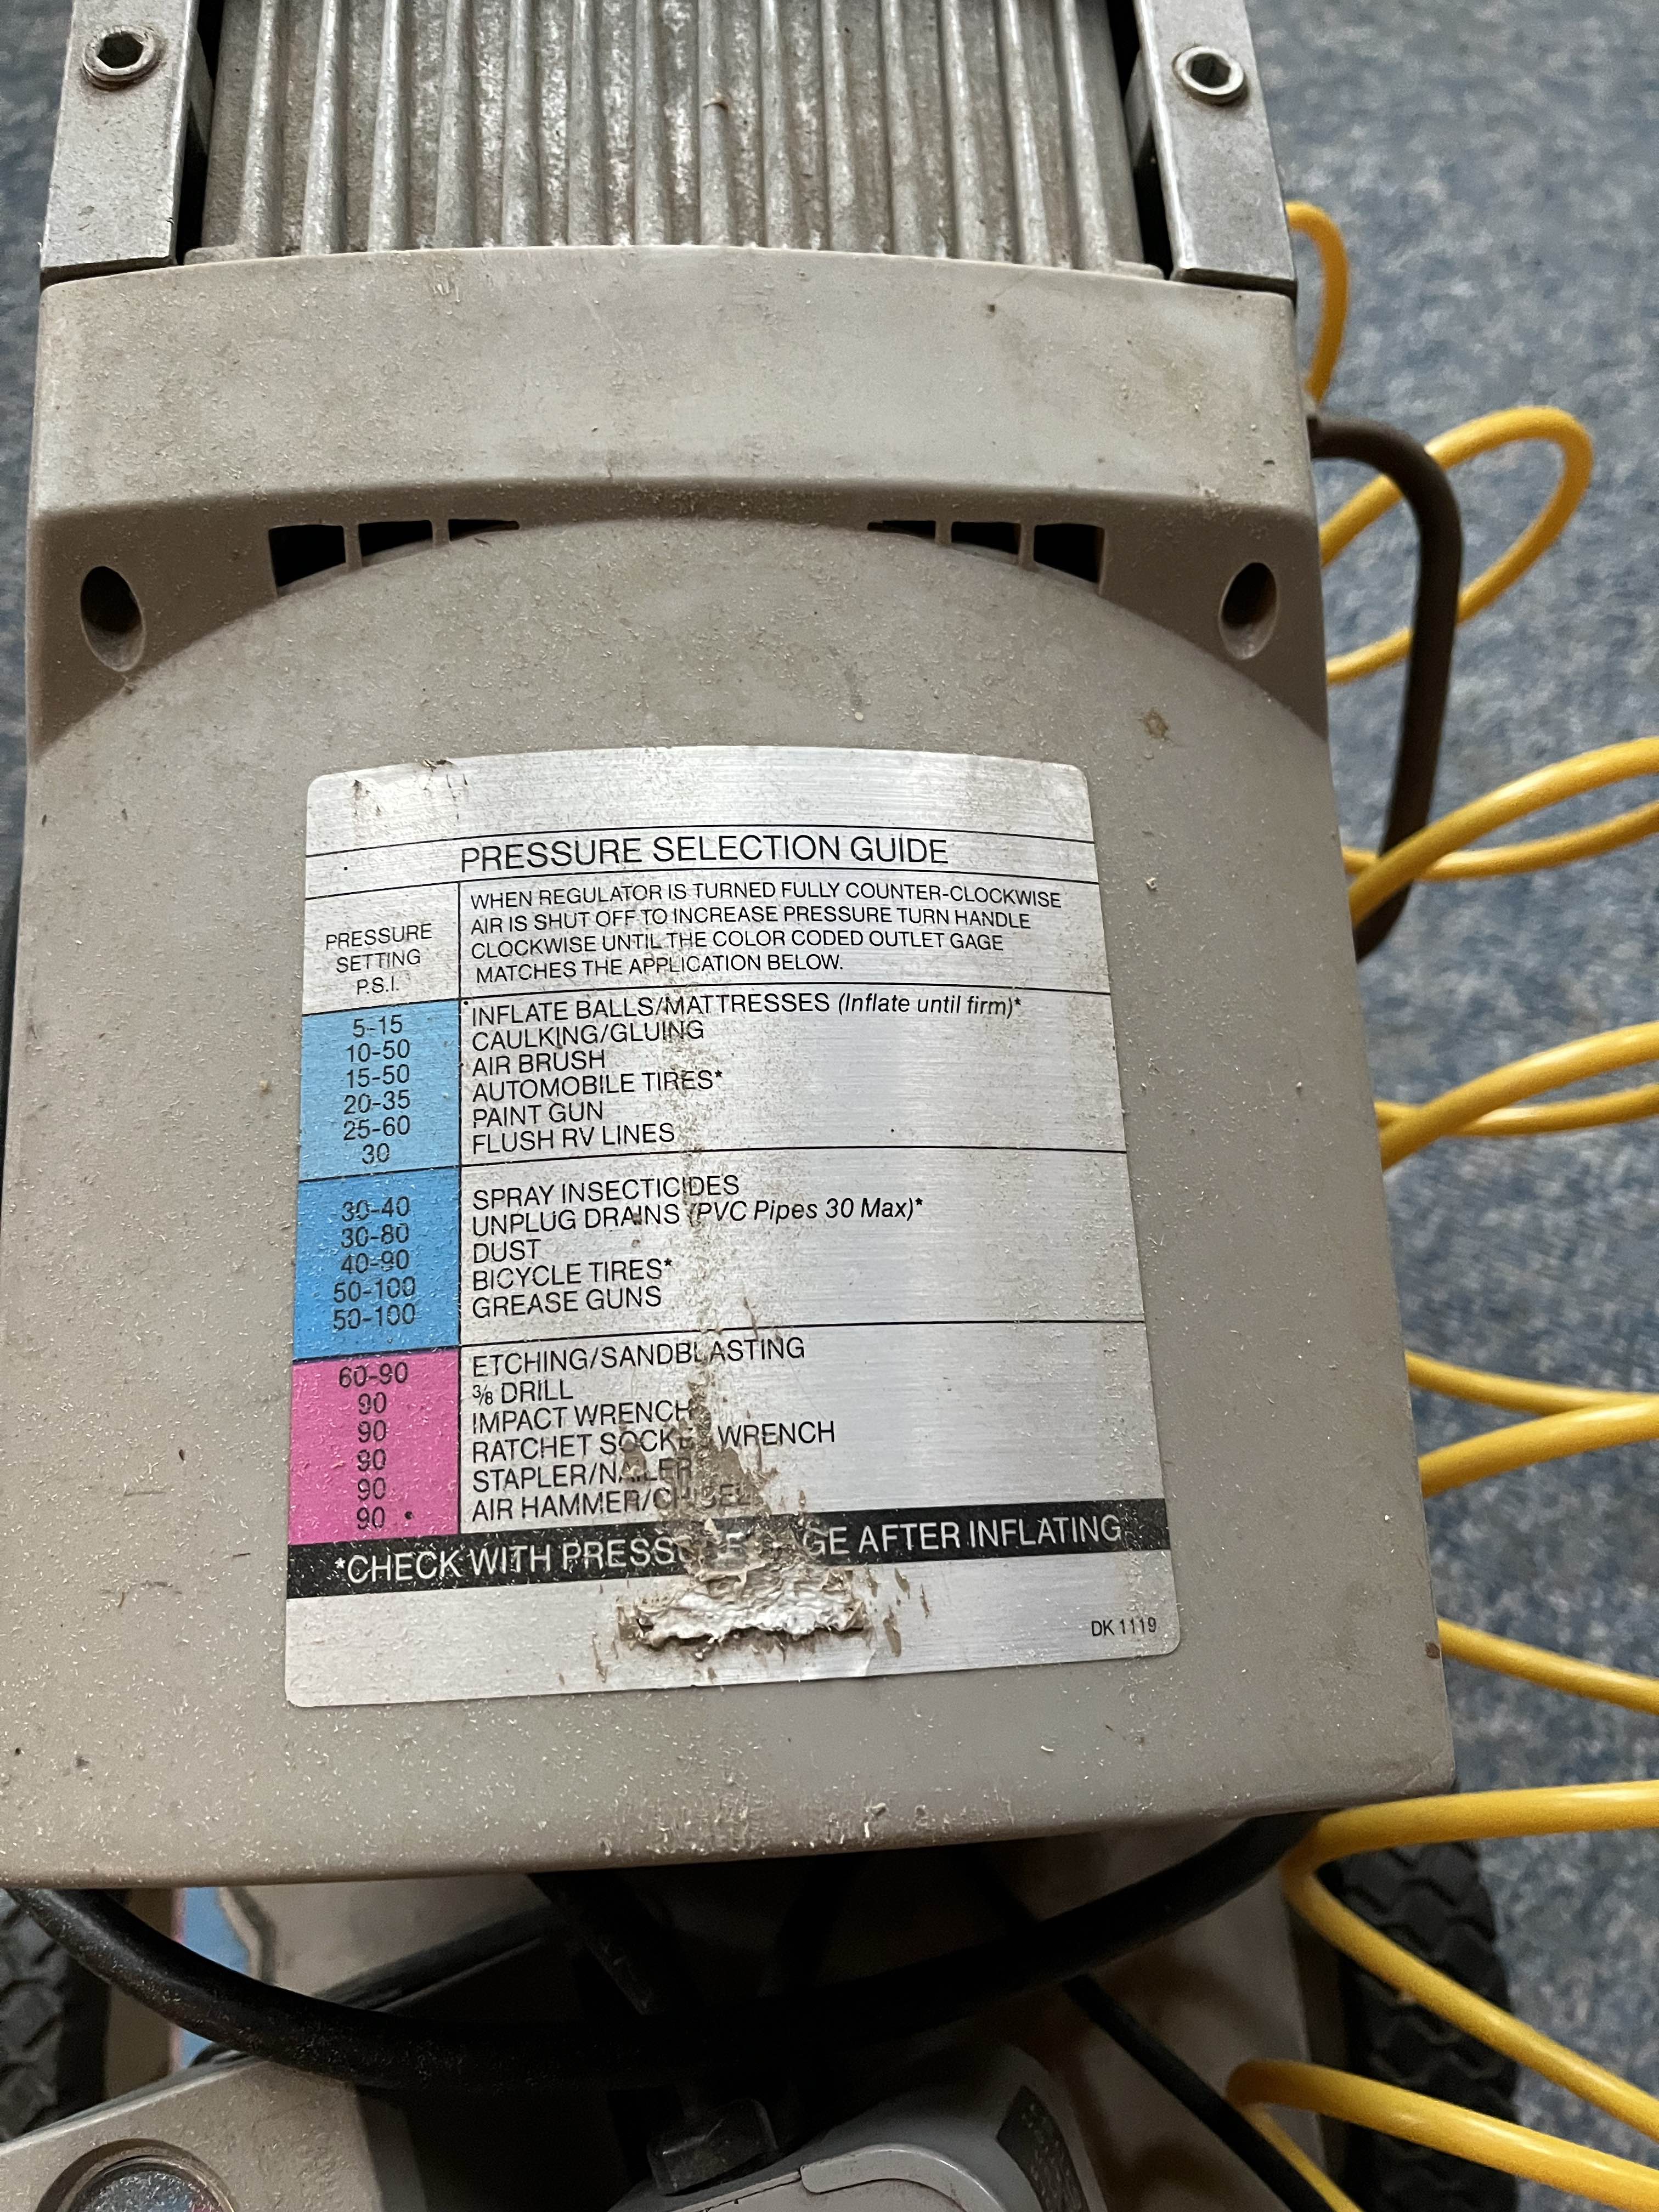 PRESSURE SELECTION GUIDE
PRESSURE
SETTING
P.S.I.
WHEN REGULATOR IS TURNED FULLY COUNTER-CLOCKWISE
AIR IS SHUT OFF TO INCREASE PRESSURE TURN HANDLE
CLOCKWISE UNTIL THE COLOR CODED OUTLET GAGE
MATCHES THE APPLICATION BELOW.
5-15 INFLATE BALLS/MATTRESSES (Inflate until firm)*
10-50 CAULKING/GLUING
15-50 AIR BRUSH
20-35 AUTOMOBILE TIRES*
25-60 PAINT GUN
30 FLUSH RV LINES
30-40 SPRAY INSECTICIDES
30-80 UNPLUG DRAINS (PVC Pipes 30 Max)*
40-90 DUST
50-100 BICYCLE TIRES*
50-100 GREASE GUNS
60-90 ETCHING/SANDBLASTING
90 3/8 DRILL
90 IMPACT WRENCH
90 RATCHET SOCKET WRENCH
90 STAPLER/NAILER
90 AIR HAMMER/CHISEL
*CHECK WITH PRESSURE GAGE AFTER INFLATING
DK 1119